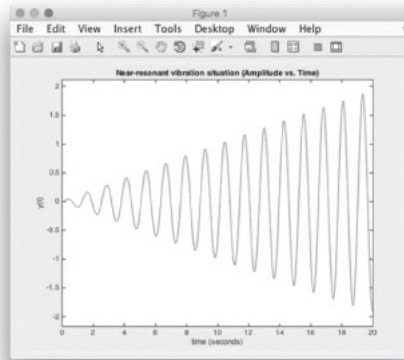 Figure 1
File Edit View Insert Tools Desktop Window Help
Near-resonant vibration situation (Amplitude vs. Time)
2
1.5
1
0.5
0
-0.5
-1
-1.5
-2
y(t)
0 2 4 6 8 10 12 14 16 18 20
time (seconds)